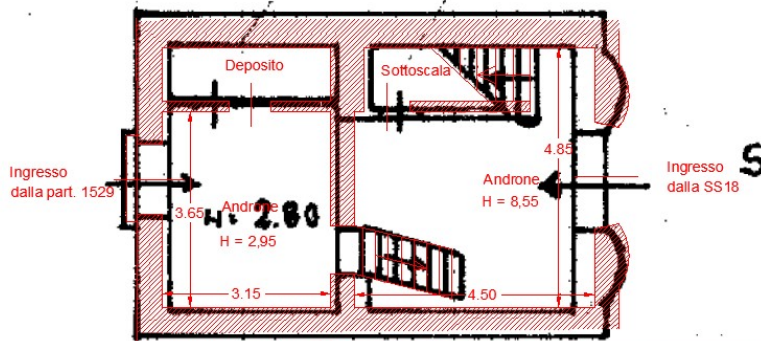 Deposito
Sottoscala
4.85
Ingresso
dalla part. 1529
Androne
H = 8,55
Ingresso
dalla SS18
S
3.65
Androne
H = 2.80
H = 2,95
3.15
4.50